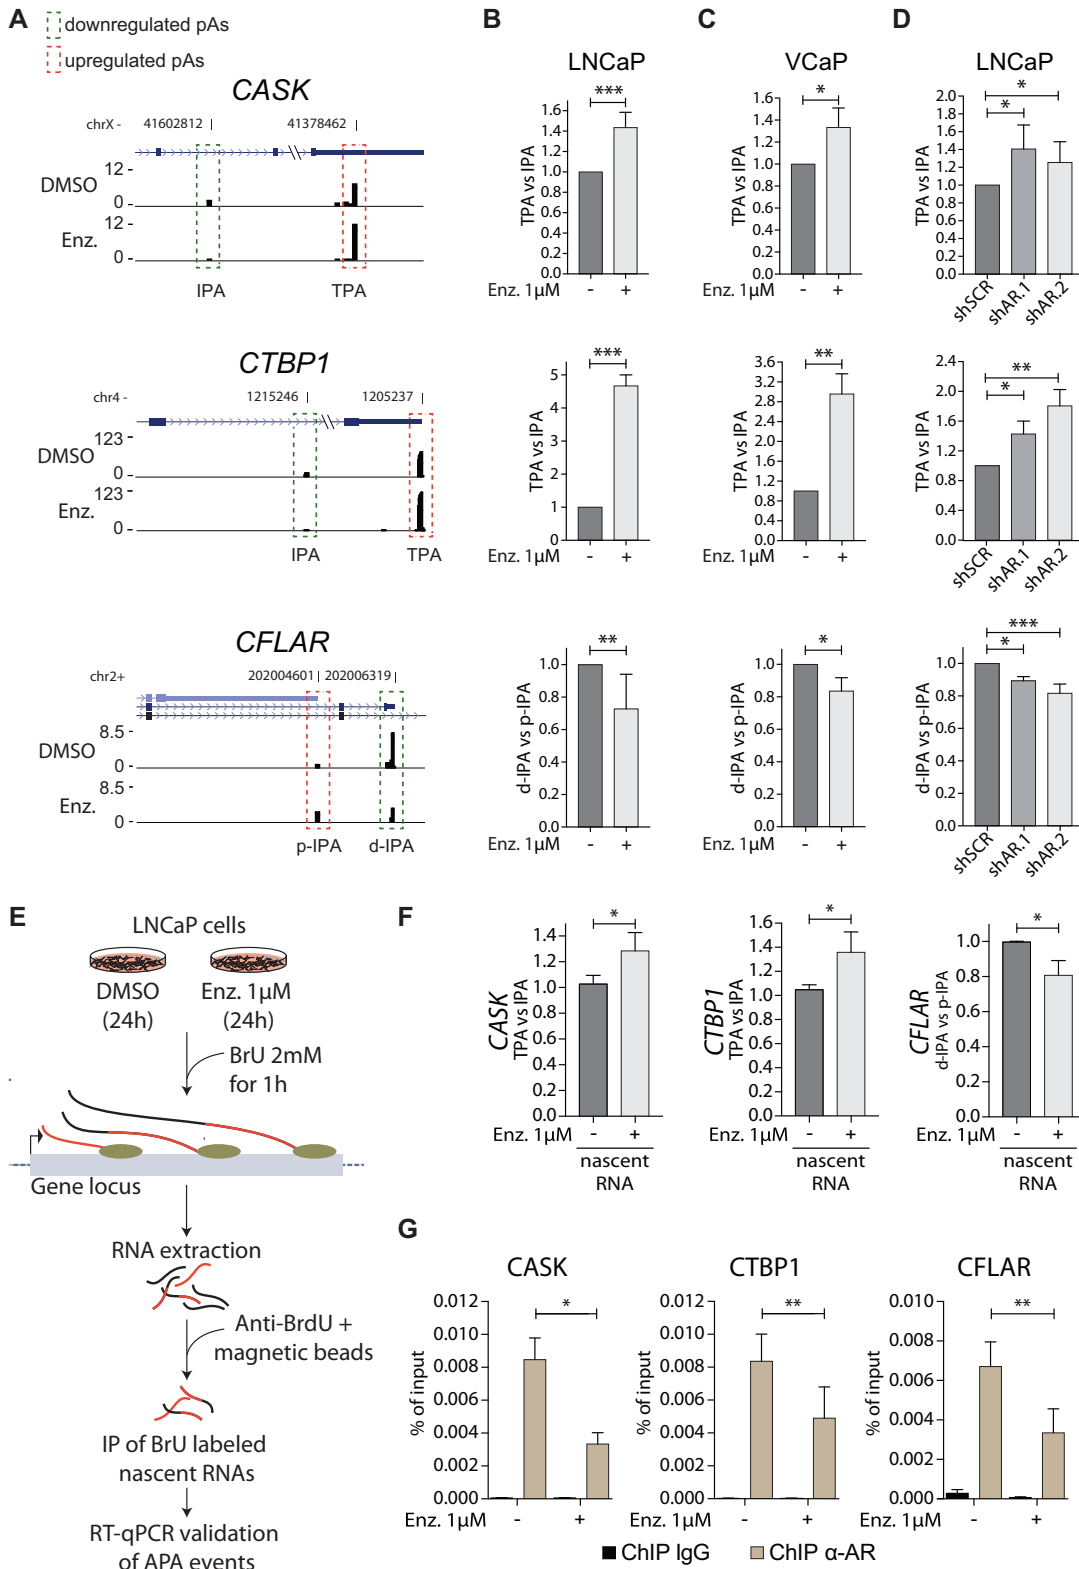 A
downregulated pAs
upregulated pAs
CASK
chrX -
41602812
41378462
12
DMSO
0
12
Enz.
0
IPA
TPA
CTBP1
chr4 -
1215246
1205237
123
DMSO
0
123
Enz.
0
IPA
TPA
CFLAR
chr2+
202004601
202006319
8.5
DMSO
0
8.5
Enz.
0
p-IPA
d-IPA
B
LNCaP
***
TPA vs IPA
1.6
1.4
1.2
1.0
0.8
0.6
0.4
0.2
0.0
Enz. 1µM
-
+
***
TPA vs IPA
5
4
3
2
1
0
Enz. 1µM
-
+
**
d-IPA vs p-IPA
1.0
0.8
0.6
0.4
0.2
0.0
Enz. 1µM
-
+
C
VCaP
*
TPA vs IPA
1.6
1.4
1.2
1.0
0.8
0.6
0.4
0.2
0.0
Enz. 1µM
-
+
**
TPA vs IPA
3.6
3.2
2.8
2.4
2.0
1.6
1.2
0.8
0.4
0.0
Enz. 1µM
-
+
*
d-IPA vs p-IPA
1.0
0.8
0.6
0.4
0.2
0.0
Enz. 1µM
-
+
D
LNCaP
*
*
TPA vs IPA
2.0
1.8
1.6
1.4
1.2
1.0
0.8
0.6
0.4
0.2
0.0
shSCR
shAR.1
shAR.2
**
*
TPA vs IPA
2.0
1.6
1.2
0.8
0.4
0.0
shSCR
shAR.1
shAR.2
***
*
d-IPA vs p-IPA
1.0
0.8
0.6
0.4
0.2
0.0
shSCR
shAR.1
shAR.2
E
LNCaP cells
DMSO
(24h)
Enz. 1µM
(24h)
BrU 2mM
for 1h
Gene locus
RNA extraction
Anti-BrdU +
magnetic beads
IP of BrU labeled
nascent RNAs
RT-qPCR validation
of APA events
F
*
CASK
TPA vs IPA
1.4
1.2
1.0
0.8
0.6
0.4
0.2
0.0
Enz. 1µM
-
+
nascent
RNA
*
CTBP1
TPA vs IPA
1.6
1.4
1.2
1.0
0.8
0.6
0.4
0.2
0.0
Enz. 1µM
-
+
nascent
RNA
*
CFLAR
d-IPA vs p-IPA
1.0
0.8
0.6
0.4
0.2
0.0
Enz. 1µM
-
+
nascent
RNA
G
CASK
*
% of input
0.012
0.010
0.008
0.006
0.004
0.002
0.000
Enz. 1µM
-
+
CTBP1
**
% of input
0.012
0.010
0.008
0.006
0.004
0.002
0.000
Enz. 1µM
-
+
CFLAR
**
% of input
0.010
0.008
0.006
0.004
0.002
0.000
Enz. 1µM
-
+
ChIP IgG
ChIP α-AR